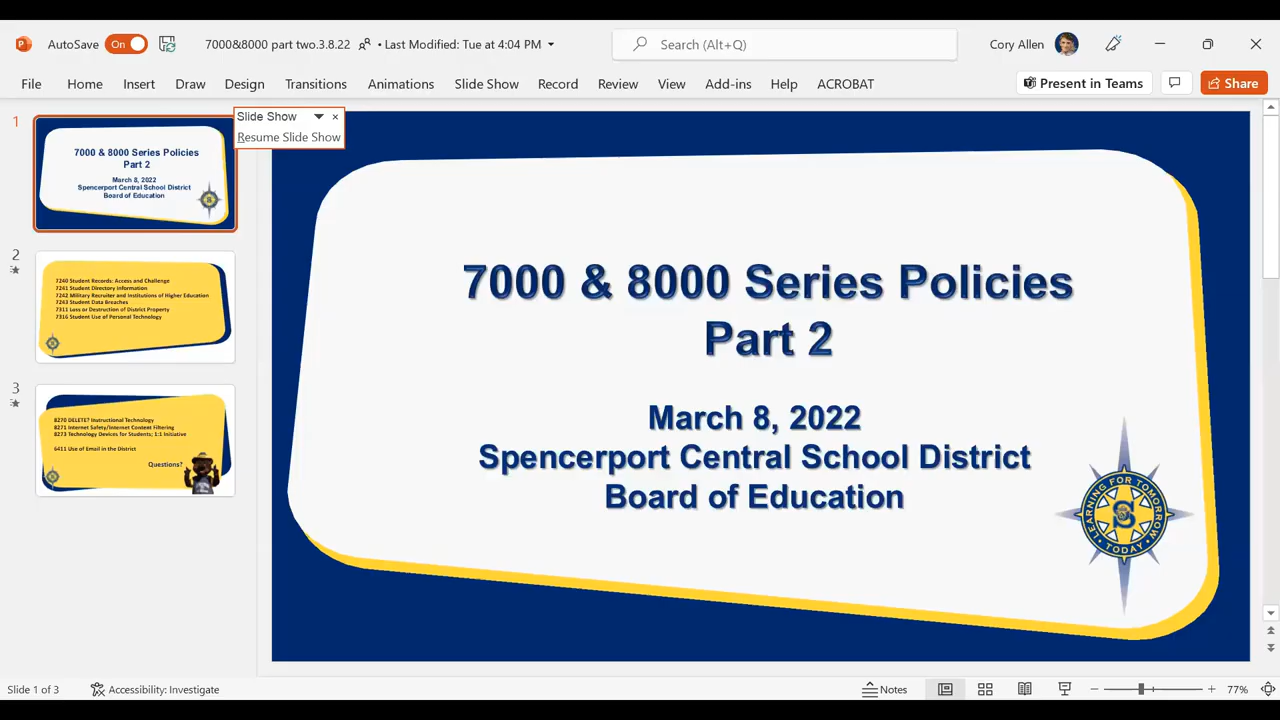 AutoSave On 7000&8000 part two.3.8.22 • Last Modified: Tue at 4:04 PM Search (Alt+Q) Cory Allen
File Home Insert Draw Design Transitions Animations Slide Show Record Review View Add-ins Help ACROBAT Present in Teams Share
Slide Show
Resume Slide Show
1
7000 & 8000 Series Policies
Part 2
March 8, 2022
Spencerport Central School District
Board of Education
2
7240 Student Records: Access and Challenge
7241 Student Directory Information
7242 Military Recruiter and Institutions of Higher Education
7243 Student Data Breaches
7311 Loss or Destruction of District Property
7316 Student Use of Personal Technology
3
8270 DELETE? Instructional Technology
8271 Internet Safety/Internet Content Filtering
8273 Technology Devices for Students; 1:1 Initiative
6411 Use of Email in the District
Questions?
7000 & 8000 Series Policies
Part 2
March 8, 2022
Spencerport Central School District
Board of Education
LEARNING FOR TOMORROW
S
• TODAY •
Slide 1 of 3 Accessibility: Investigate Notes 77%